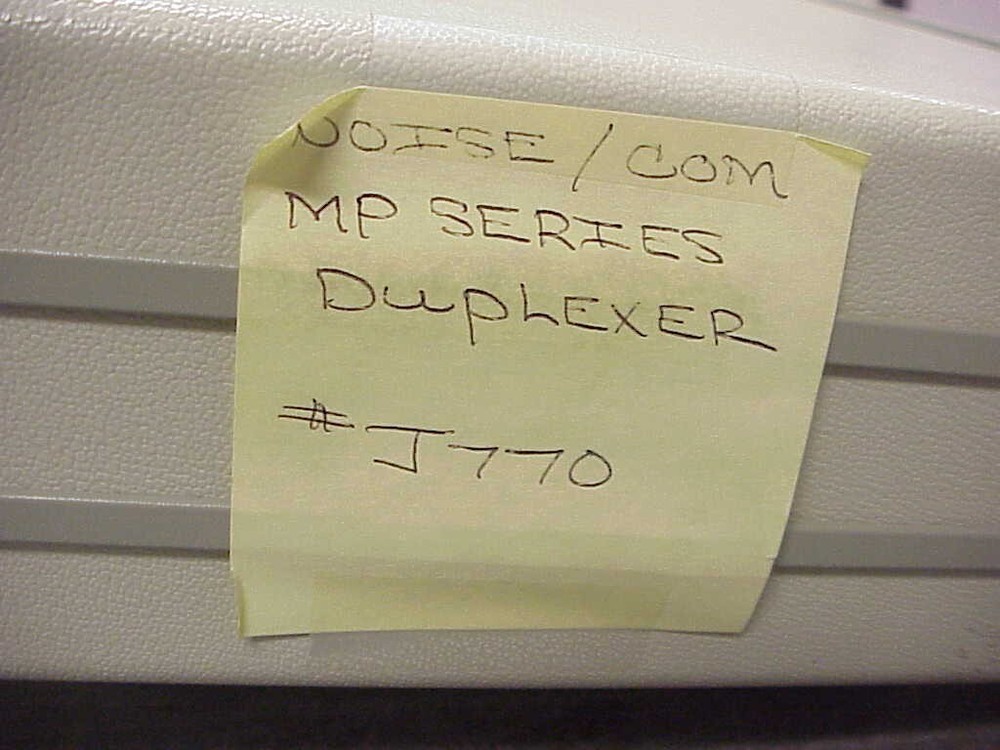 NOISE/COM
MP SERIES
DupLEXER
#J770